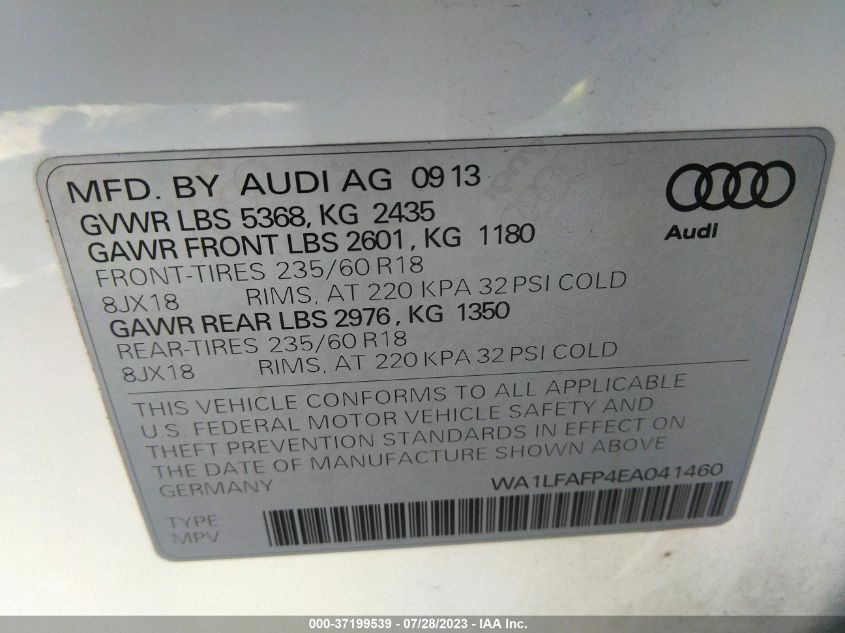 MFD. BY AUDI AG 09 13
GVWR LBS 5368, KG 2435
GAWR FRONT LBS 2601, KG 1180
FRONT-TIRES 235/60 R18
8JX18 RIMS, AT 220 KPA 32 PSI COLD
GAWR REAR LBS 2976, KG 1350
REAR-TIRES 235/60 R18
8JX18 RIMS, AT 220 KPA 32 PSI COLD
Audi
THIS VEHICLE CONFORMS TO ALL APPLICABLE
U.S. FEDERAL MOTOR VEHICLE SAFETY AND
THEFT PREVENTION STANDARDS IN EFFECT ON
THE DATE OF MANUFACTURE SHOWN ABOVE
GERMANY WA1LFAFP4EA041460
TYPE
MPV
000-37199539 - 07/28/2023 - IAA Inc.